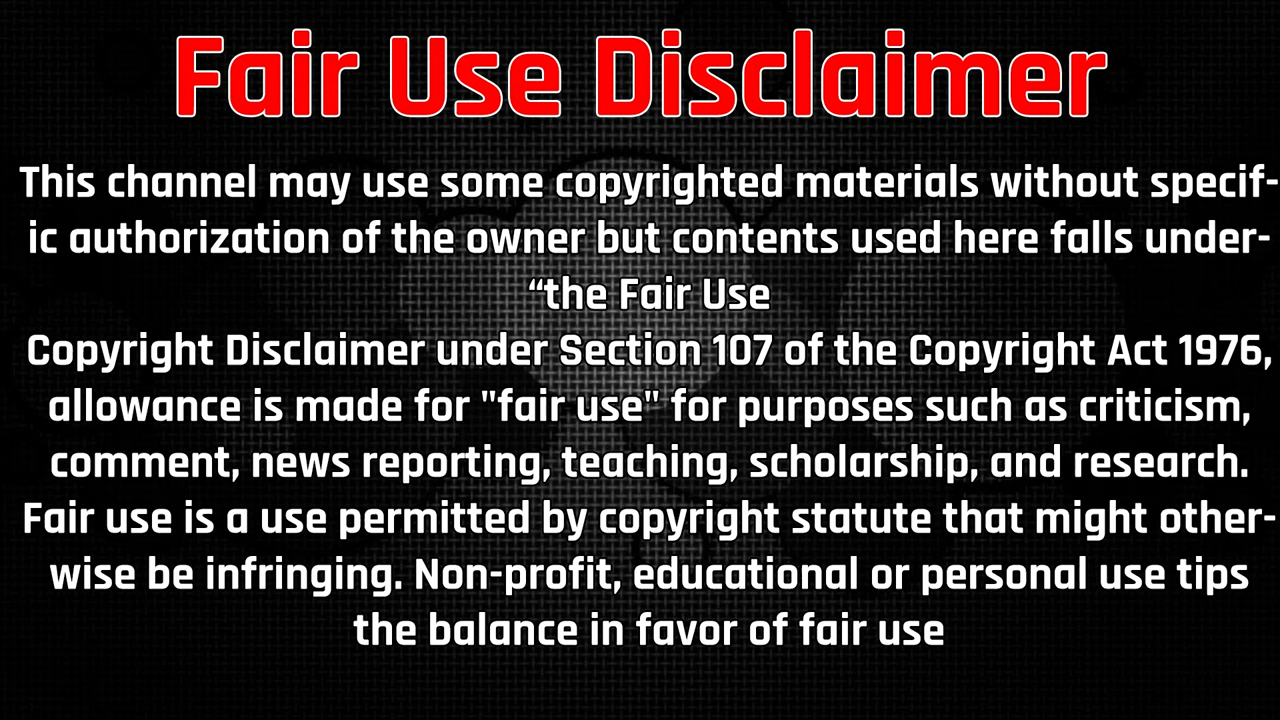 Fair Use Disclaimer
This channel may use some copyrighted materials without specif-
ic authorization of the owner but contents used here falls under-
“the Fair Use
Copyright Disclaimer under Section 107 of the Copyright Act 1976,
allowance is made for "fair use" for purposes such as criticism,
comment, news reporting, teaching, scholarship, and research.
Fair use is a use permitted by copyright statute that might other-
wise be infringing. Non-profit, educational or personal use tips
the balance in favor of fair use